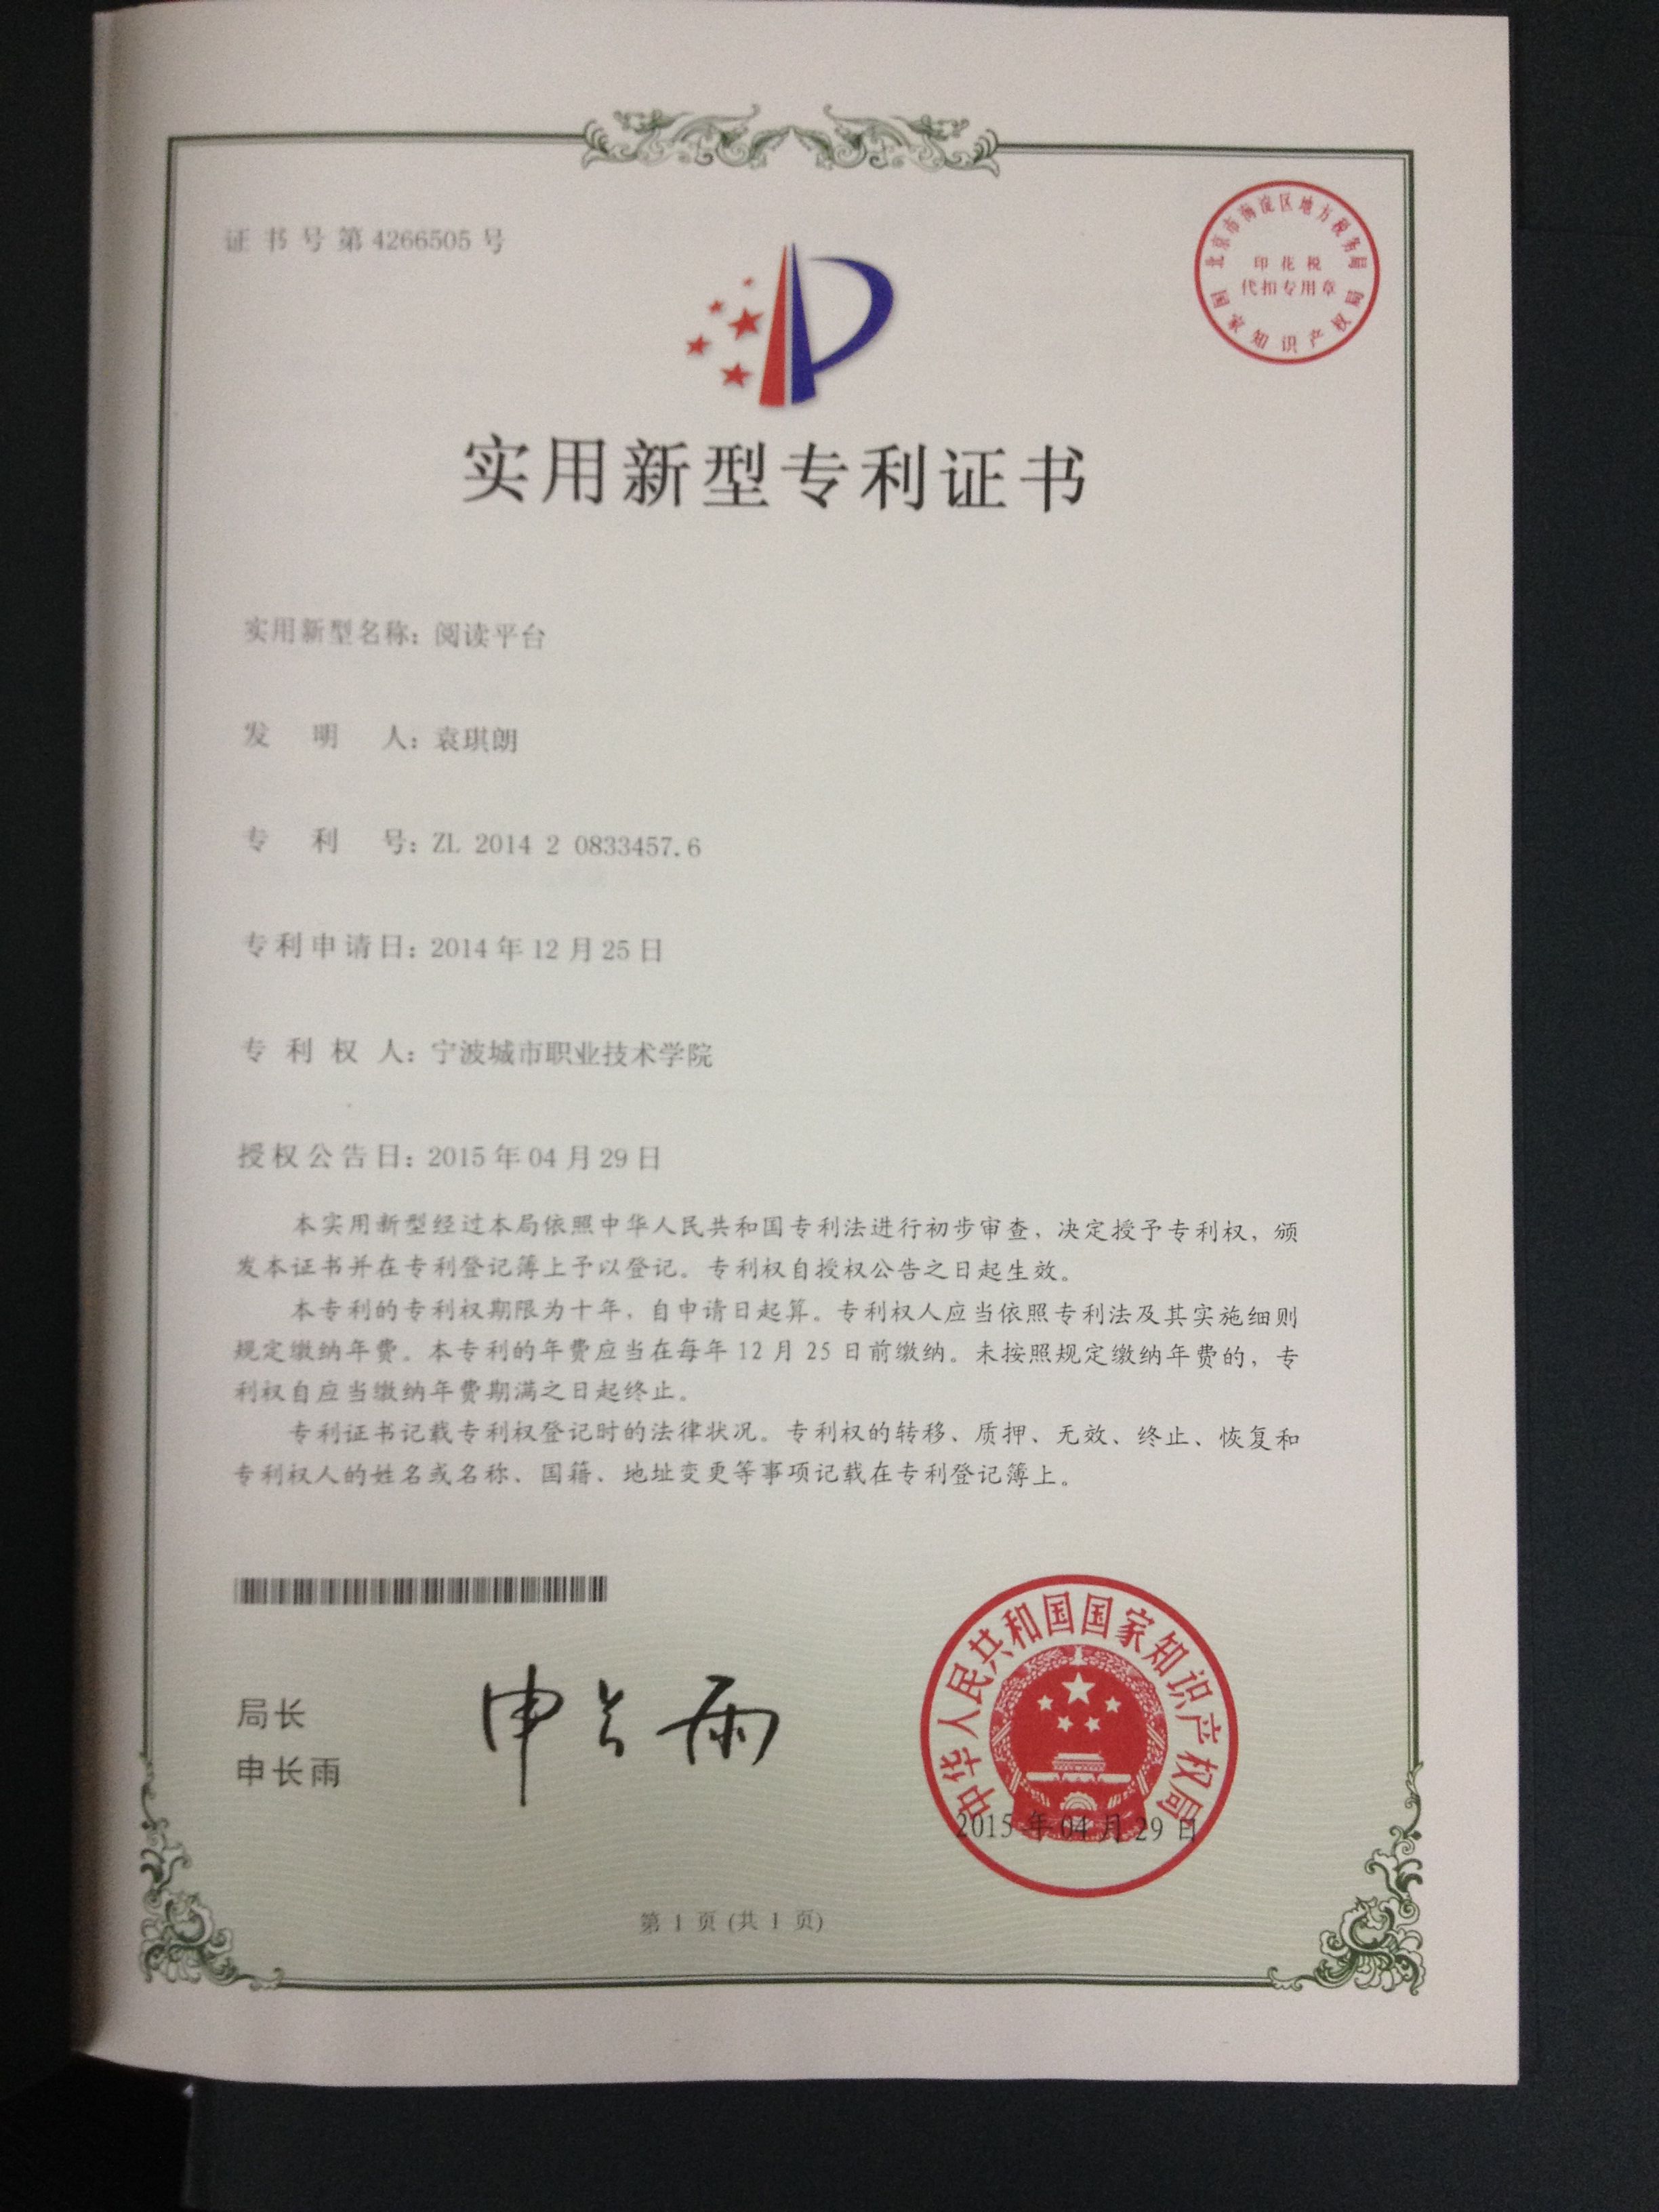 证书号第4266505号
北京市海淀区地方税务局
印花税
代扣专用章
国家知识产权局
实用新型专利证书
实用新型名称：阅读平台
发明人：袁琪朗
专利号：ZL 2014 2 0833457.6
专利申请日：2014年12月25日
专利权人：宁波城市职业技术学院
授权公告日：2015年04月29日
本实用新型经过本局依照中华人民共和国专利法进行初步审查，决定授予专利权，颁
发本证书并在专利登记簿上予以登记。专利权自授权公告之日起生效。
本专利的专利权期限为十年，自申请日起算。专利权人应当依照专利法及其实施细则
规定缴纳年费。本专利的年费应当在每年12月25日前缴纳。未按照规定缴纳年费的，专
利权自应当缴纳年费期满之日起终止。
专利证书记载专利权登记时的法律状况。专利权的转移、质押、无效、终止、恢复和
专利权人的姓名或名称、国籍、地址变更等事项记载在专利登记簿上。
局长
申长雨
申长雨
中华人民共和国国家知识产权局
2015年04月29日
第 1 页 (共 1 页)